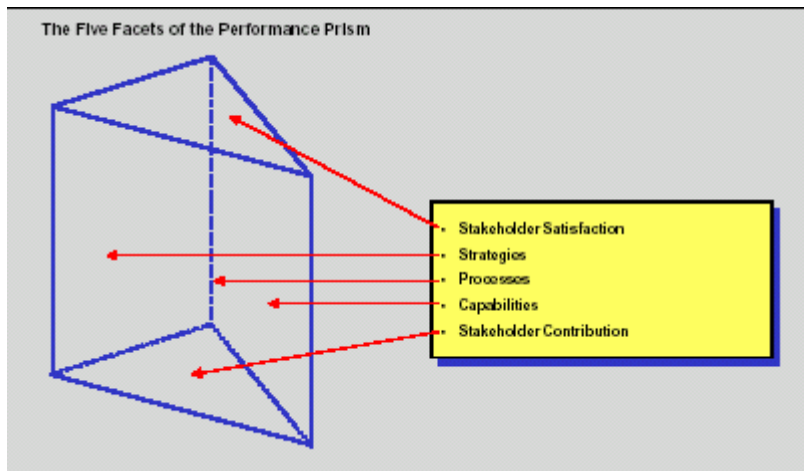 The Five Facets of the Performance Prism
Stakeholder Satisfaction
Strategies
Processes
Capabilities
Stakeholder Contribution